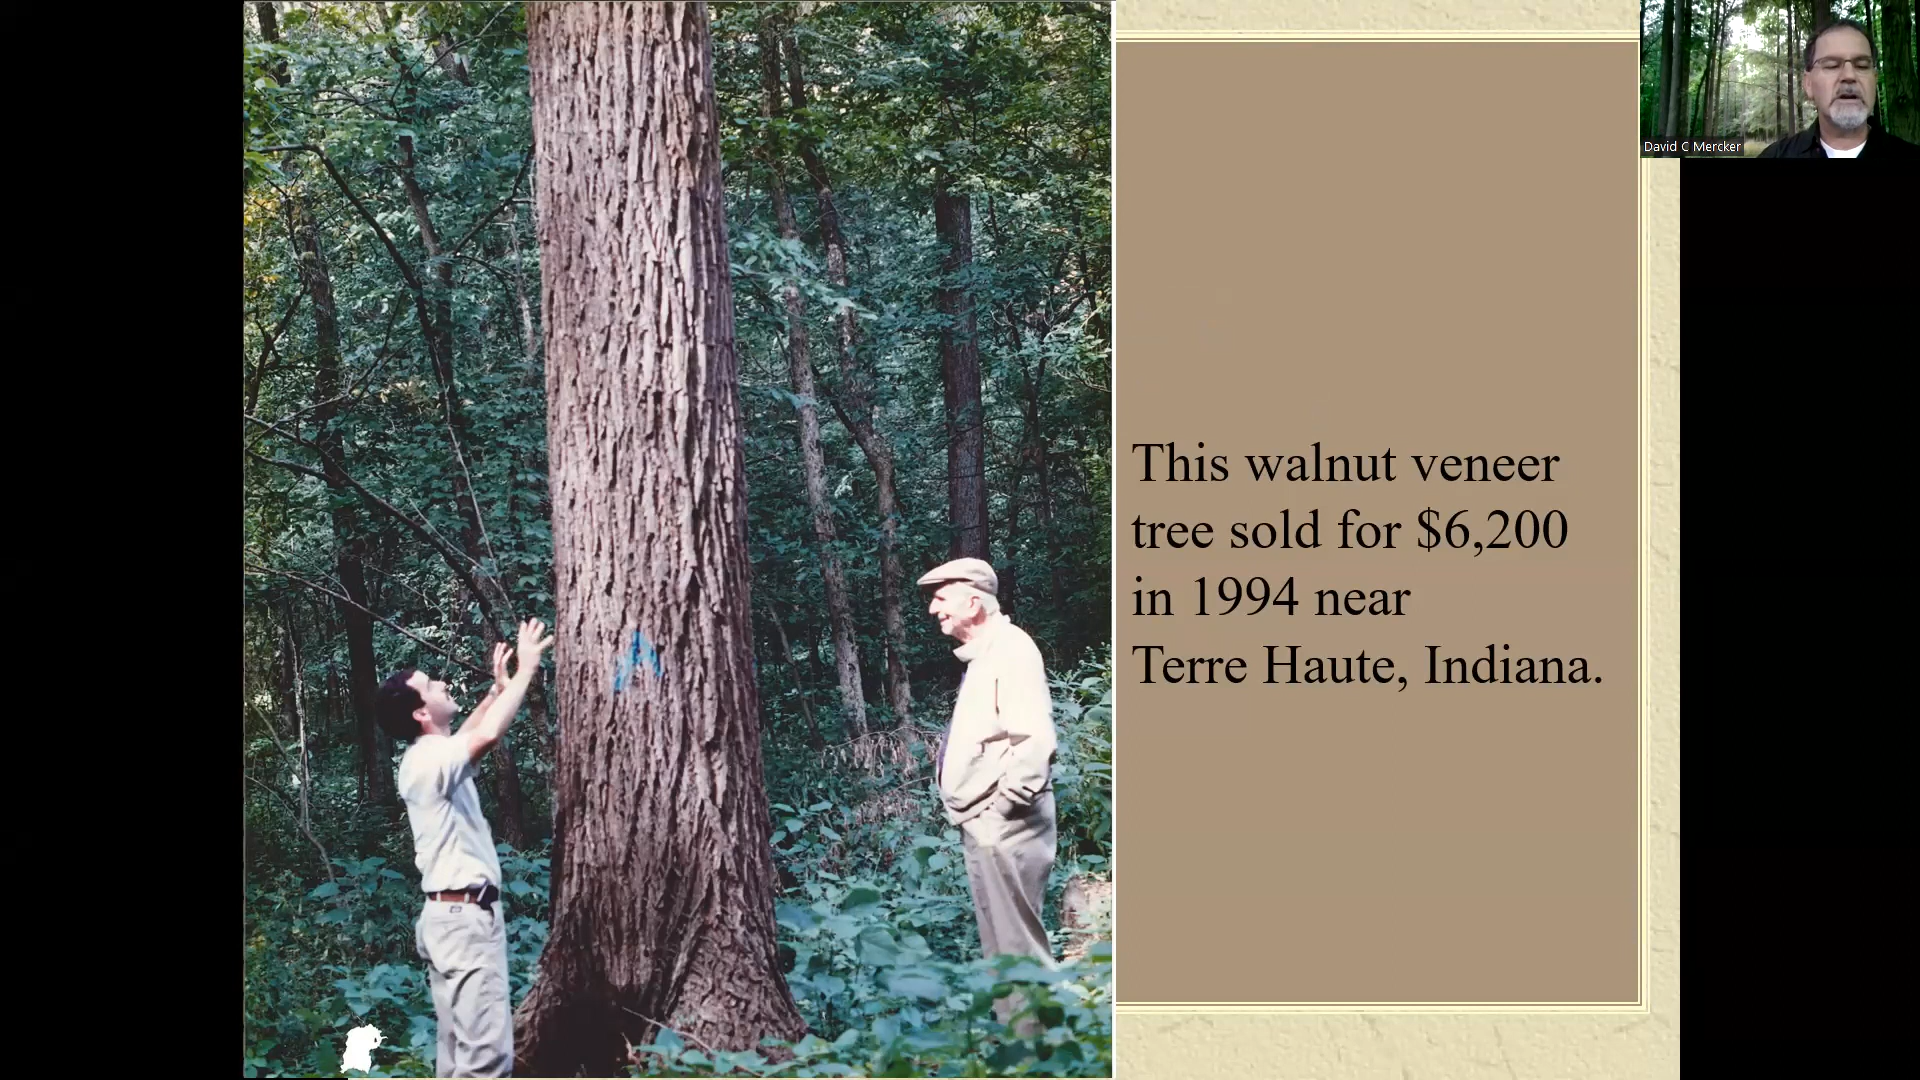 David C Mercker
This walnut veneer
tree sold for $6,200
in 1994 near
Terre Haute, Indiana.
A